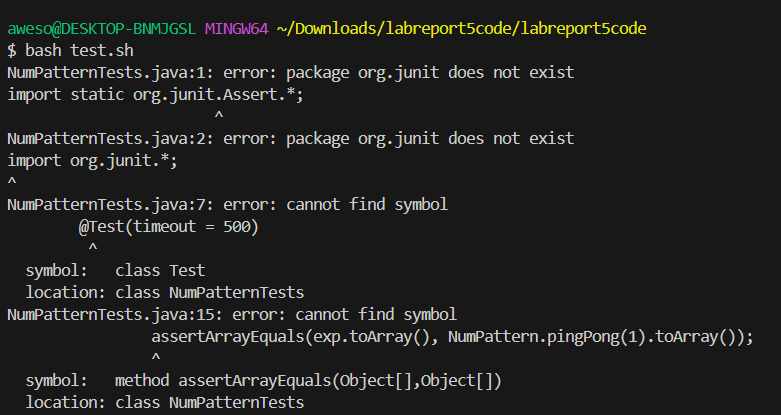 aweso@DESKTOP-BNMJGSL MINGW64 ~/Downloads/labreport5code/labreport5code
$ bash test.sh
NumPatternTests.java:1: error: package org.junit does not exist
import static org.junit.Assert.*;
                       ^
NumPatternTests.java:2: error: package org.junit does not exist
import org.junit.*;
^
NumPatternTests.java:7: error: cannot find symbol
        @Test(timeout = 500)
         ^
  symbol:   class Test
  location: class NumPatternTests
NumPatternTests.java:15: error: cannot find symbol
                assertArrayEquals(exp.toArray(), NumPattern.pingPong(1).toArray());
                ^
  symbol:   method assertArrayEquals(Object[],Object[])
  location: class NumPatternTests